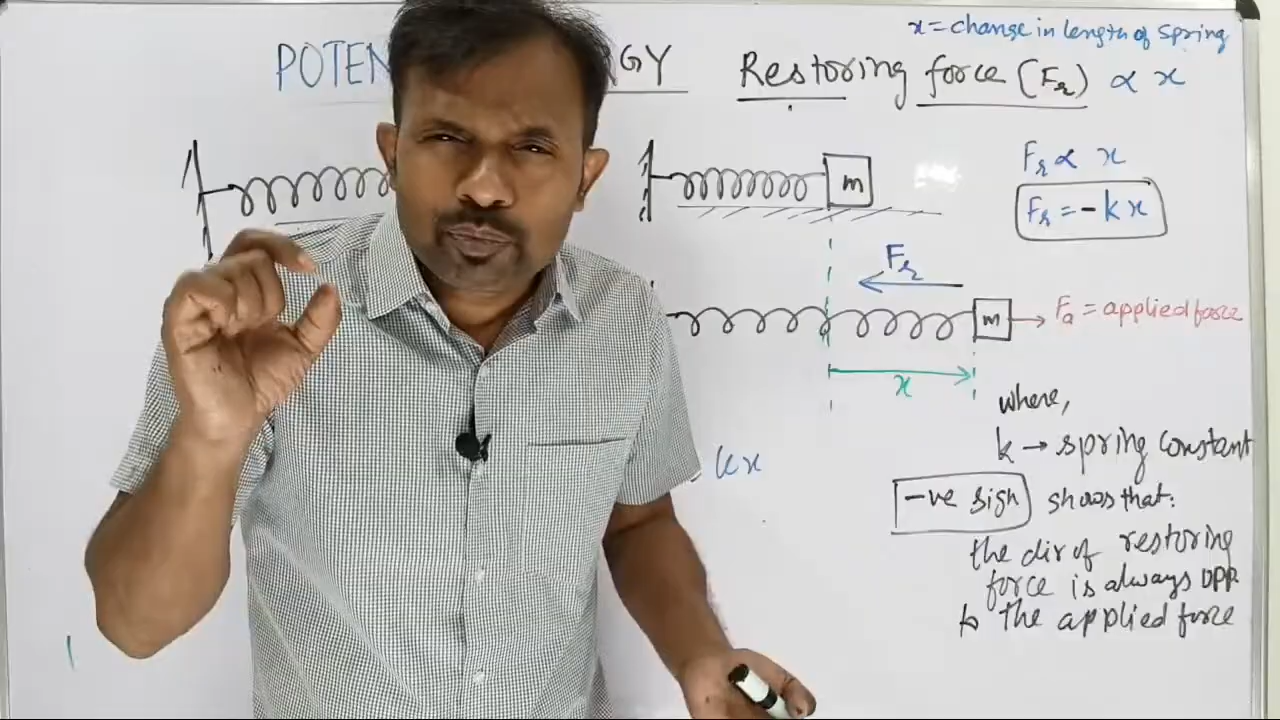 x = change in length of spring
POTEN GY
Restoring force (Fr) ∝ x
m
Fr ∝ x
Fr = - k x
Fr
m
Fa = applied force
x
where,
k → spring constant
kx
-ve sign shows that:
the dir of restoring
force is always OPP
to the applied force